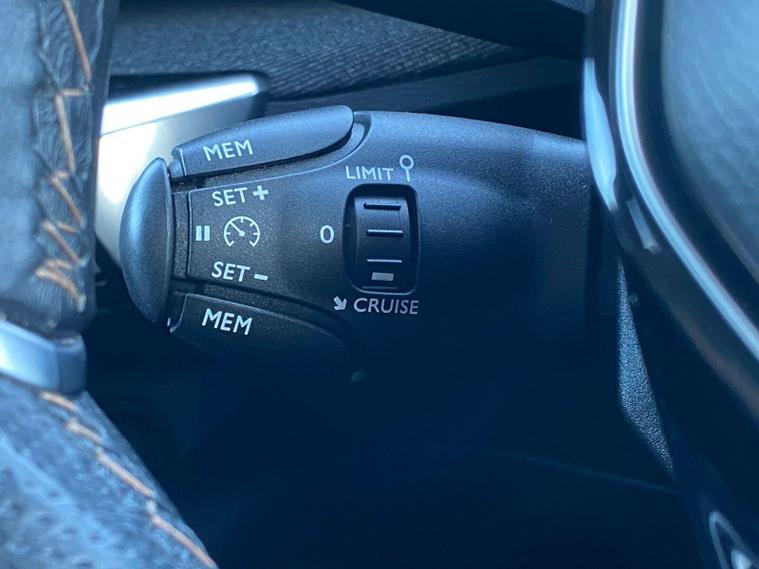 MEM
LIMIT
SET +
0
SET -
CRUISE
MEM